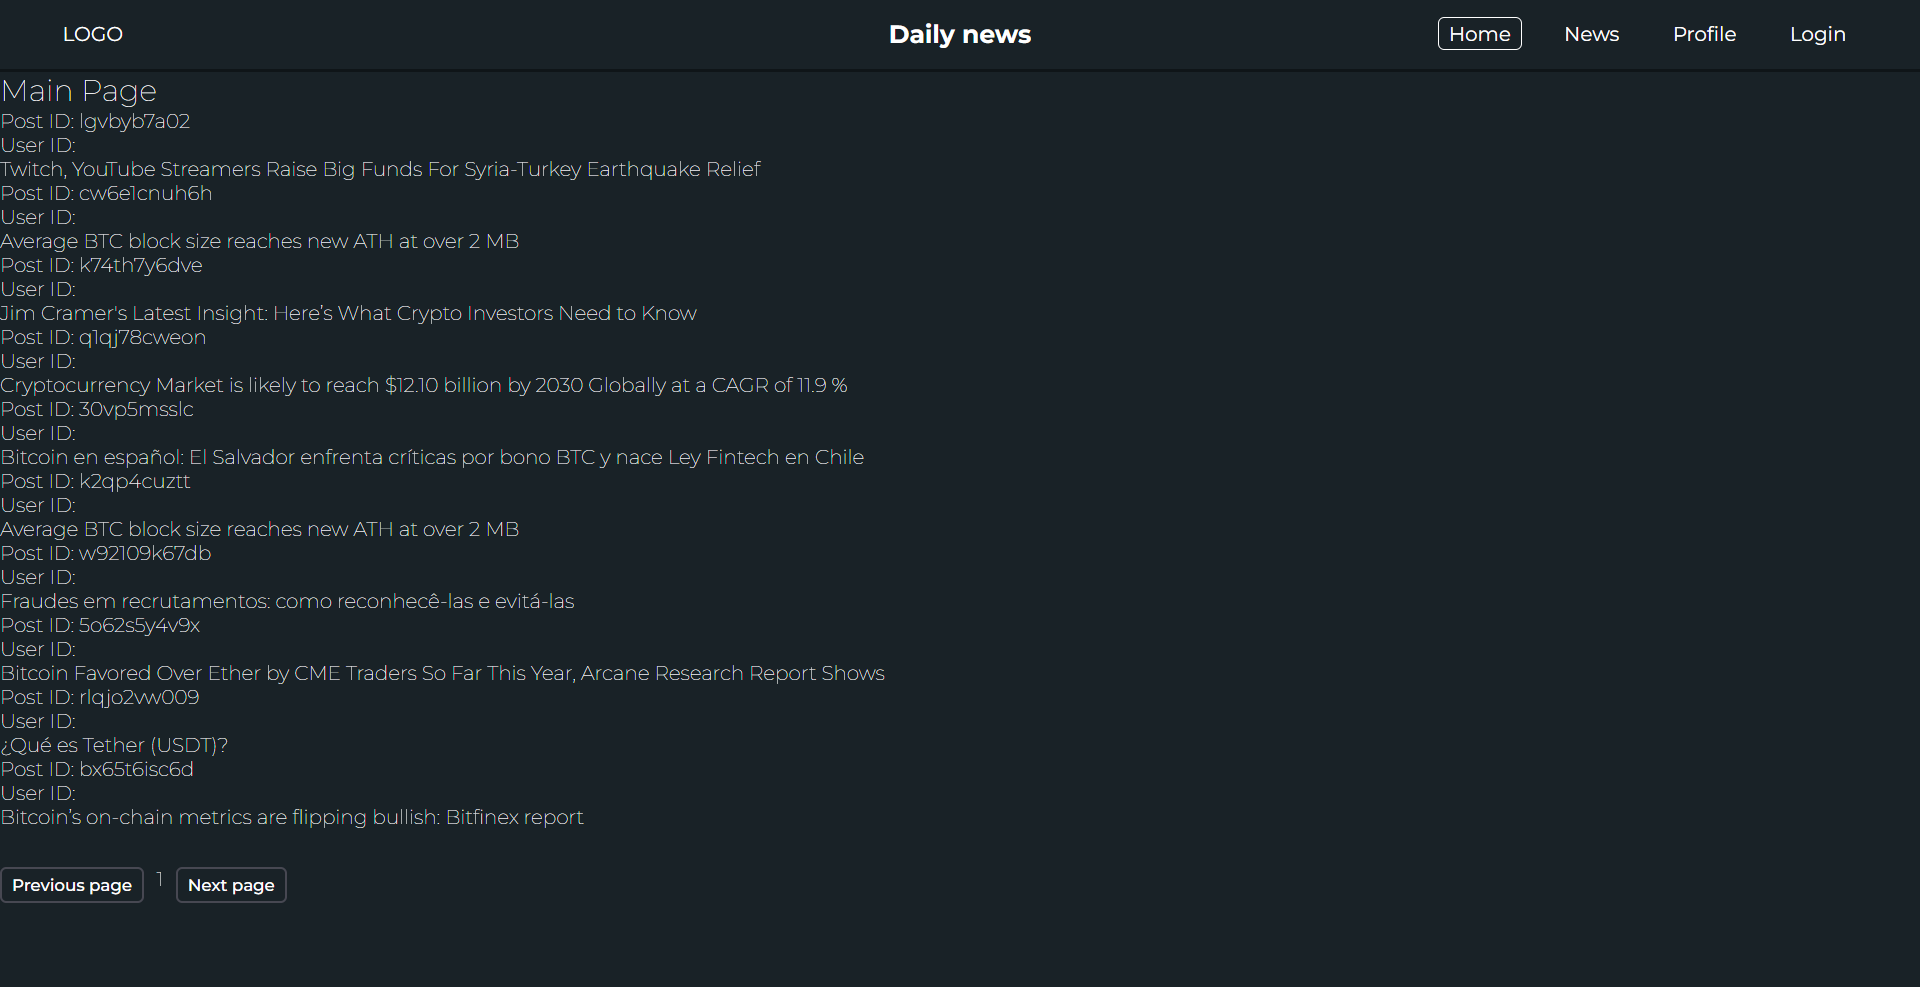 LOGO
Daily news
Home News Profile Login
Main Page
Post ID: lgvbyb7a02
User ID:
Twitch, YouTube Streamers Raise Big Funds For Syria-Turkey Earthquake Relief
Post ID: cw6e1cnuh6h
User ID:
Average BTC block size reaches new ATH at over 2 MB
Post ID: k74th7y6dve
User ID:
Jim Cramer's Latest Insight: Here’s What Crypto Investors Need to Know
Post ID: q1qj78cweon
User ID:
Cryptocurrency Market is likely to reach $12.10 billion by 2030 Globally at a CAGR of 11.9 %
Post ID: 30vp5msslc
User ID:
Bitcoin en español: El Salvador enfrenta críticas por bono BTC y nace Ley Fintech en Chile
Post ID: k2qp4cuztt
User ID:
Average BTC block size reaches new ATH at over 2 MB
Post ID: w92109k67db
User ID:
Fraudes em recrutamentos: como reconhecê-las e evitá-las
Post ID: 5o62s5y4v9x
User ID:
Bitcoin Favored Over Ether by CME Traders So Far This Year, Arcane Research Report Shows
Post ID: rlqjo2vw009
User ID:
¿Qué es Tether (USDT)?
Post ID: bx65t6isc6d
User ID:
Bitcoin’s on-chain metrics are flipping bullish: Bitfinex report
Previous page 1 Next page